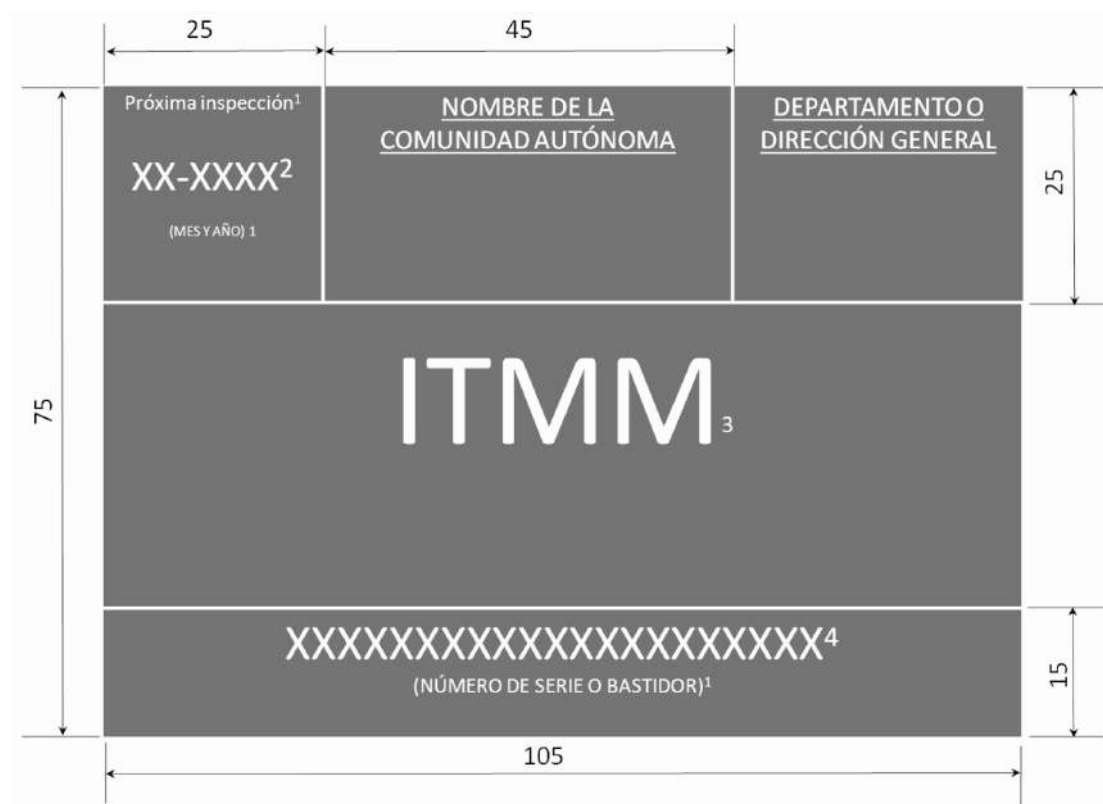 25
45
Próxima inspección¹
XX-XXXX²
(MES Y AÑO) 1
NOMBRE DE LA
COMUNIDAD AUTÓNOMA
DEPARTAMENTO O
DIRECCIÓN GENERAL
25
75
ITMM₃
XXXXXXXXXXXXXXXXXXXXX⁴
(NÚMERO DE SERIE O BASTIDOR)¹
15
105